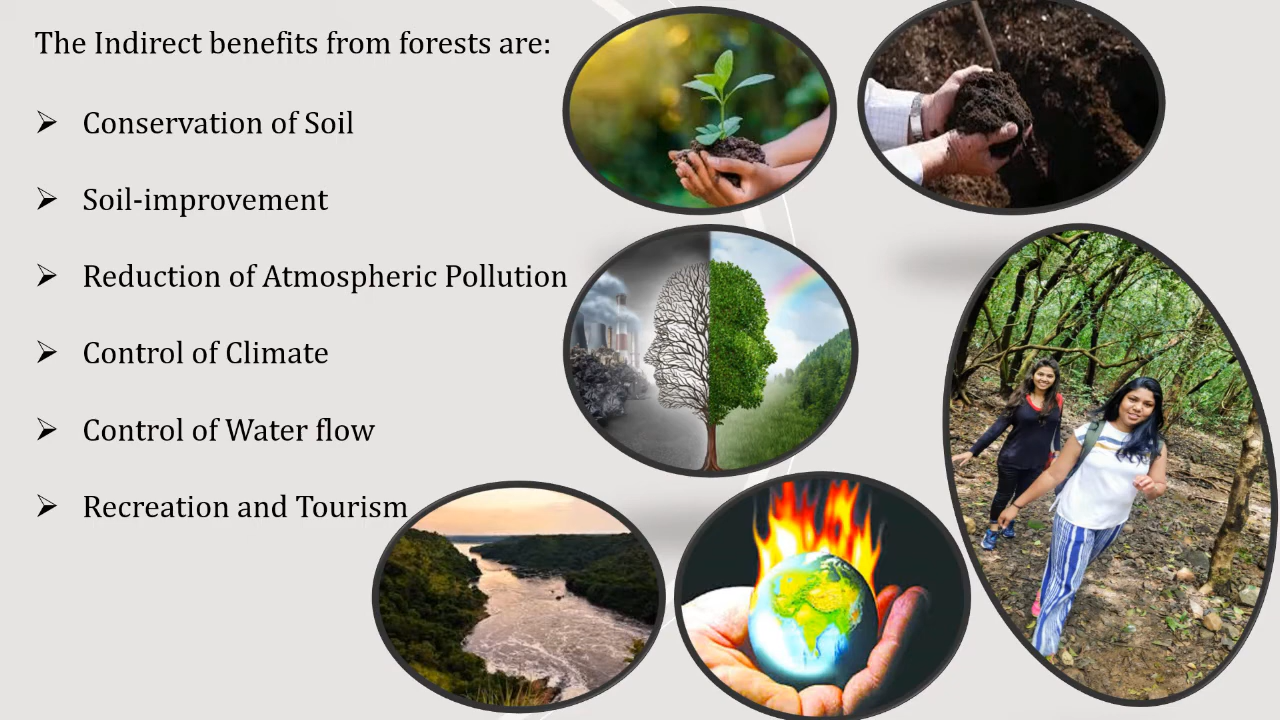 The Indirect benefits from forests are:
➢ Conservation of Soil
➢ Soil-improvement
➢ Reduction of Atmospheric Pollution
➢ Control of Climate
➢ Control of Water flow
➢ Recreation and Tourism